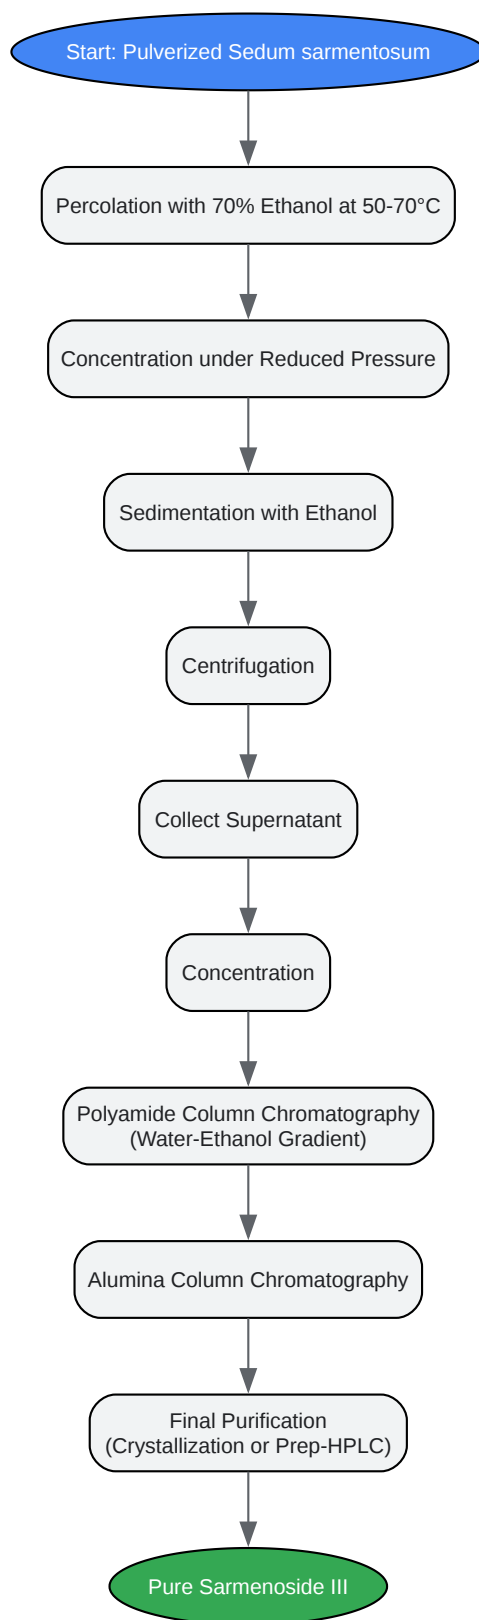 Start: Pulverized Sedum sarmentosum
Percolation with 70% Ethanol at 50-70°C
Concentration under Reduced Pressure
Sedimentation with Ethanol
Centrifugation
Collect Supernatant
Concentration
Polyamide Column Chromatography
(Water-Ethanol Gradient)
Alumina Column Chromatography
Final Purification
(Crystallization or Prep-HPLC)
Pure Sarmenoside III